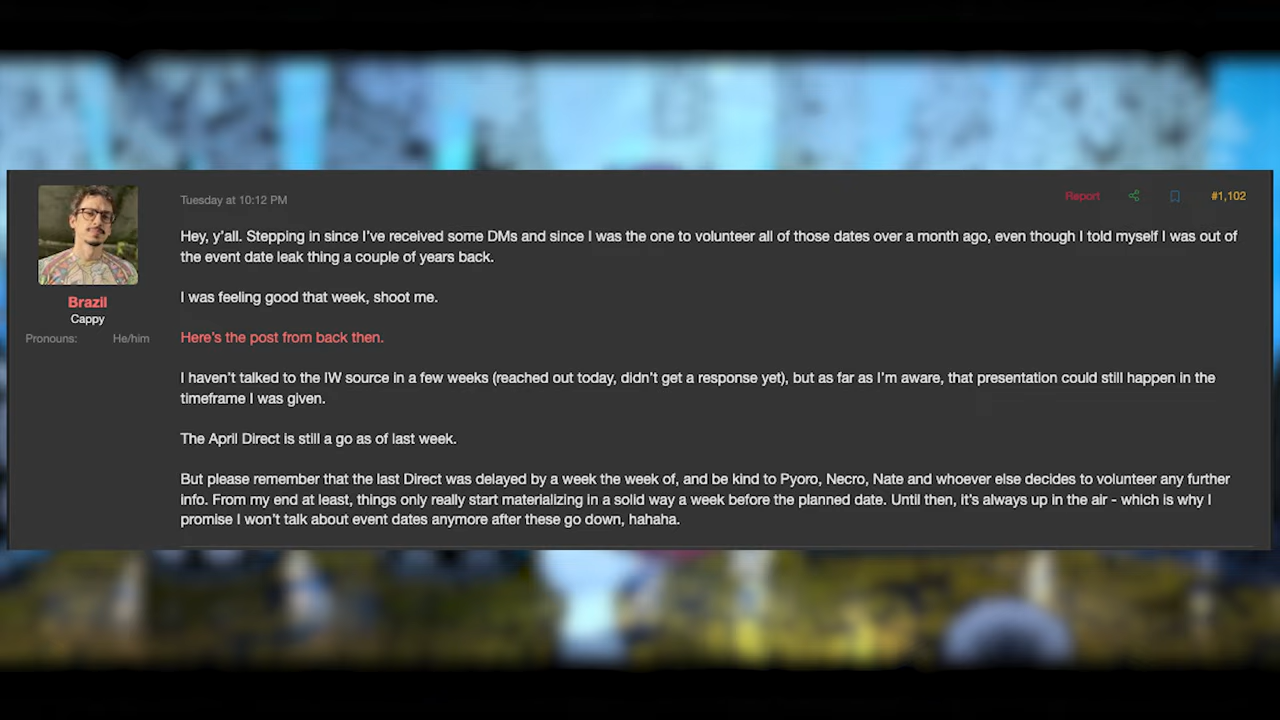 Tuesday at 10:12 PM
Report
#1,102
Brazil
Cappy
Pronouns: He/him
Hey, y'all. Stepping in since I've received some DMs and since I was the one to volunteer all of those dates over a month ago, even though I told myself I was out of
the event date leak thing a couple of years back.
I was feeling good that week, shoot me.
Here's the post from back then.
I haven't talked to the IW source in a few weeks (reached out today, didn't get a response yet), but as far as I'm aware, that presentation could still happen in the
timeframe I was given.
The April Direct is still a go as of last week.
But please remember that the last Direct was delayed by a week the week of, and be kind to Pyoro, Necro, Nate and whoever else decides to volunteer any further
info. From my end at least, things only really start materializing in a solid way a week before the planned date. Until then, it's always up in the air - which is why I
promise I won't talk about event dates anymore after these go down, hahaha.